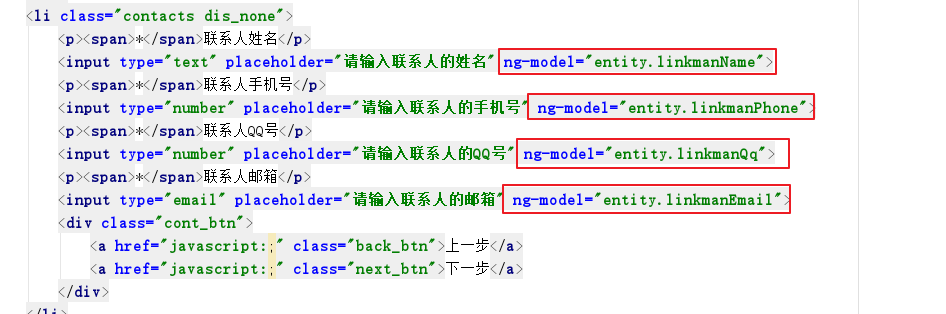 <li class="contacts dis_none">
<p><span>*</span>联系人姓名</p>
<input type="text" placeholder="请输入联系人的姓名" ng-model="entity.linkmanName">
<p><span>*</span>联系人手机号</p>
<input type="number" placeholder="请输入联系人的手机号" ng-model="entity.linkmanPhone">
<p><span>*</span>联系人QQ号</p>
<input type="number" placeholder="请输入联系人的QQ号" ng-model="entity.linkmanQq">
<p><span>*</span>联系人邮箱</p>
<input type="email" placeholder="请输入联系人的邮箱" ng-model="entity.linkmanEmail">
<div class="cont_btn">
<a href="javascript:;" class="back_btn">上一步</a>
<a href="javascript:;" class="next_btn">下一步</a>
</div>
</li>